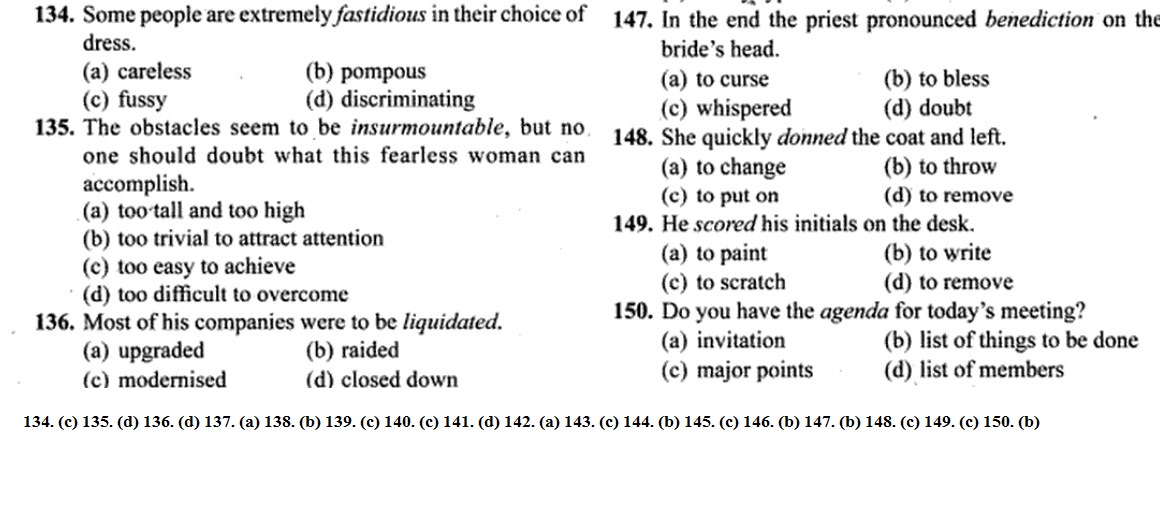 134. Some people are extremely fastidious in their choice of
dress.
(a) careless (b) pompous
(c) fussy (d) discriminating
135. The obstacles seem to be insurmountable, but no
one should doubt what this fearless woman can
accomplish.
(a) too tall and too high
(b) too trivial to attract attention
(c) too easy to achieve
(d) too difficult to overcome
136. Most of his companies were to be liquidated.
(a) upgraded (b) raided
(c) modernised (d) closed down
147. In the end the priest pronounced benediction on the
bride's head.
(a) to curse (b) to bless
(c) whispered (d) doubt
148. She quickly donned the coat and left.
(a) to change (b) to throw
(c) to put on (d) to remove
149. He scored his initials on the desk.
(a) to paint (b) to write
(c) to scratch (d) to remove
150. Do you have the agenda for today's meeting?
(a) invitation (b) list of things to be done
(c) major points (d) list of members
134. (c) 135. (d) 136. (d) 137. (a) 138. (b) 139. (c) 140. (c) 141. (d) 142. (a) 143. (c) 144. (b) 145. (c) 146. (b) 147. (b) 148. (c) 149. (c) 150. (b)